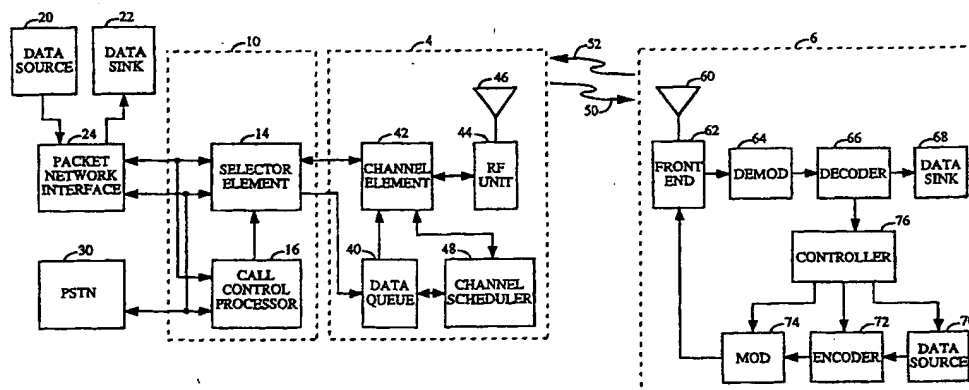 20
DATA
SOURCE
22
DATA
SINK
10
4
52
50
6
24
PACKET
NETWORK
INTERFACE
14
SELECTOR
ELEMENT
42
CHANNEL
ELEMENT
46
44
RF
UNIT
60
62
FRONT
END
64
DEMOD
66
DECODER
68
DATA
SINK
30
PSTN
16
CALL
CONTROL
PROCESSOR
40
DATA
QUEUE
48
CHANNEL
SCHEDULER
76
CONTROLLER
74
MOD
72
ENCODER
DATA
SOURCE